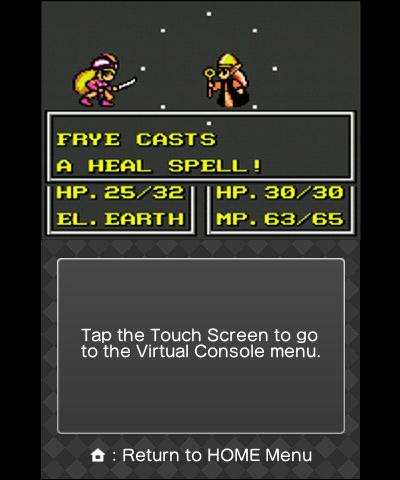 FRYE CASTS
A HEAL SPELL!
HP.25/32 HP.30/30
EL.EARTH MP.63/65
Tap the Touch Screen to go
to the Virtual Console menu.
: Return to HOME Menu